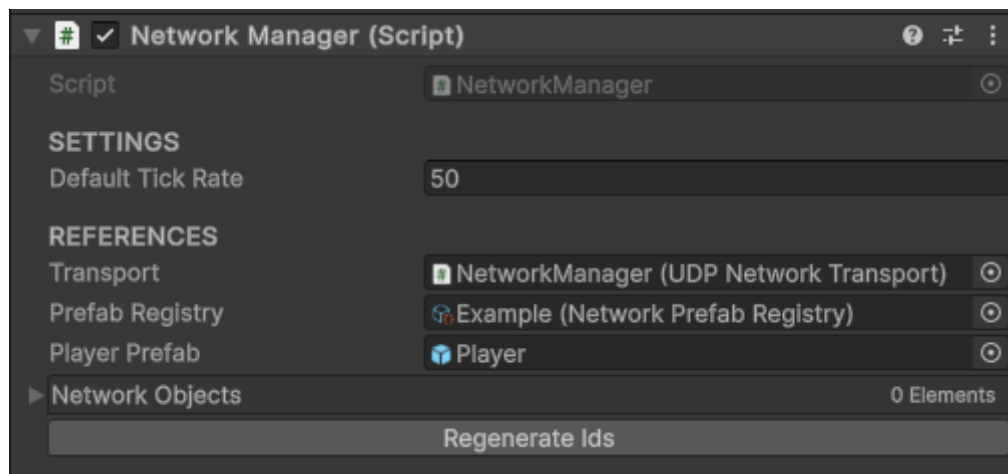 Network Manager (Script)
Script NetworkManager
SETTINGS
Default Tick Rate 50
REFERENCES
Transport NetworkManager (UDP Network Transport)
Prefab Registry Example (Network Prefab Registry)
Player Prefab Player
Network Objects 0 Elements
Regenerate Ids